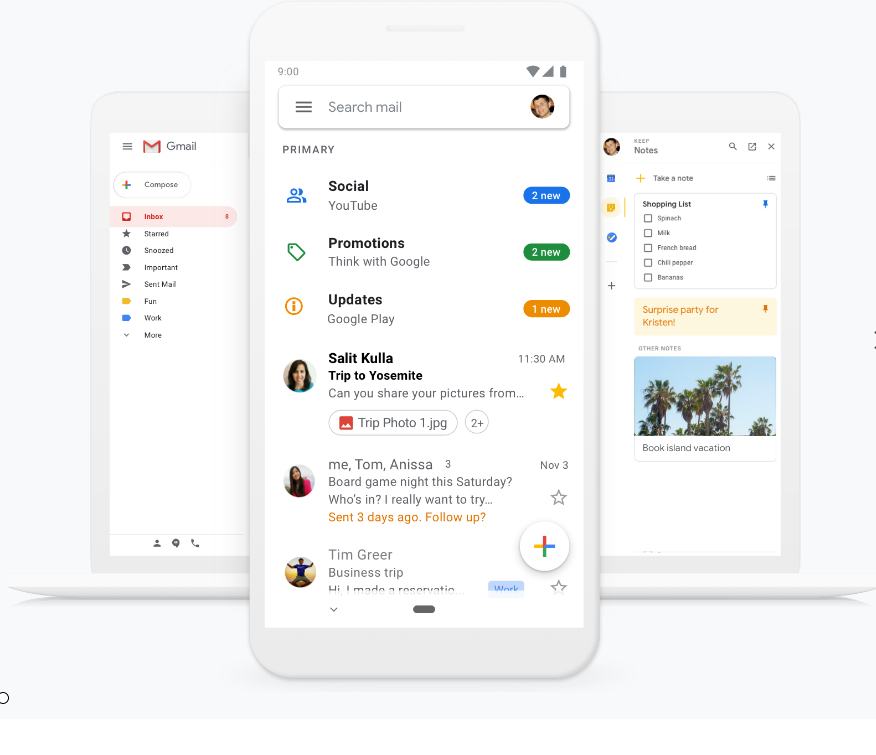 Gmail
Compose
Inbox 8
Starred
Snoozed
Important
Sent Mail
Fun
Work
More
9:00
Search mail
PRIMARY
Social
YouTube
2 new
Promotions
Think with Google
2 new
Updates
Google Play
1 new
Salit Kulla 11:30 AM
Trip to Yosemite
Can you share your pictures from...
Trip Photo 1.jpg 2+
me, Tom, Anissa 3 Nov 3
Board game night this Saturday?
Who's in? I really want to try...
Sent 3 days ago. Follow up?
Tim Greer
Business trip
Hi, I made a reservatio... Work
KEEP
Notes
Take a note
Shopping List
Spinach
Milk
French bread
Chili pepper
Bananas
Surprise party for
Kristen!
OTHER NOTES
Book island vacation